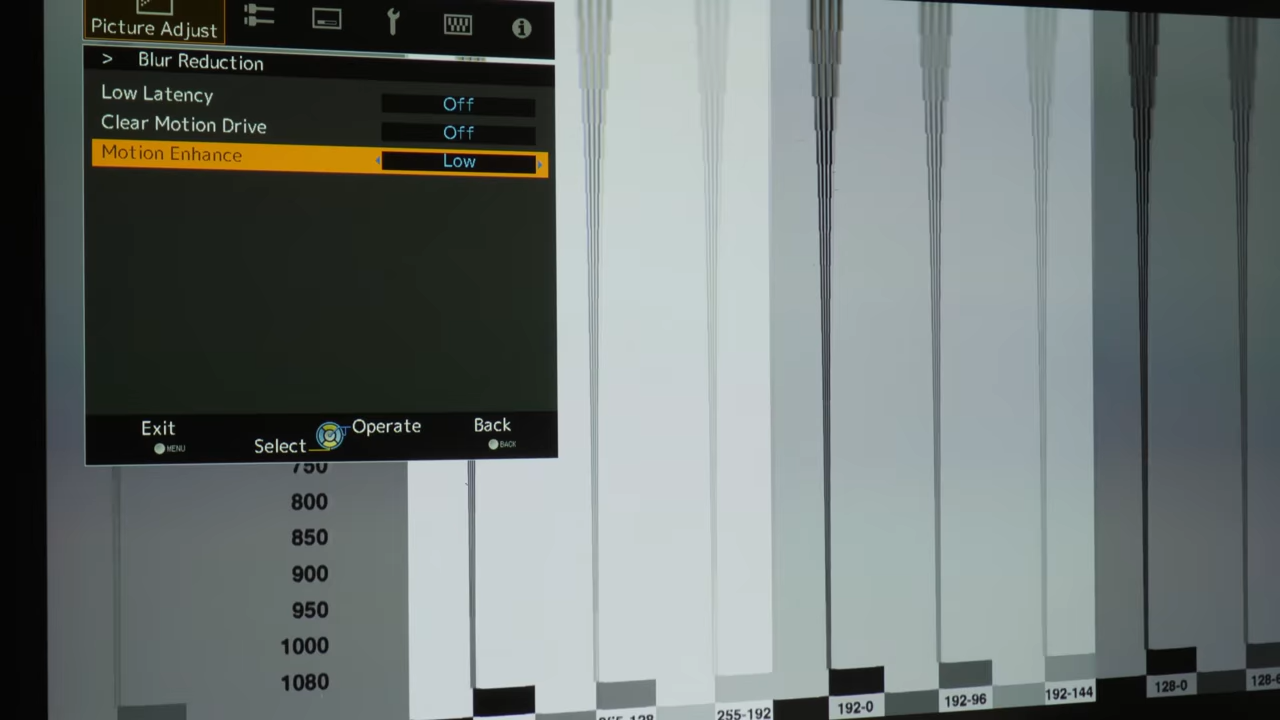 Picture Adjust
> Blur Reduction
Low Latency Off
Clear Motion Drive Off
Motion Enhance Low
Exit Operate Back
MENU Select BACK
750
800
850
900
950
1000
1080
255-192 192-0 192-96 192-144 128-0